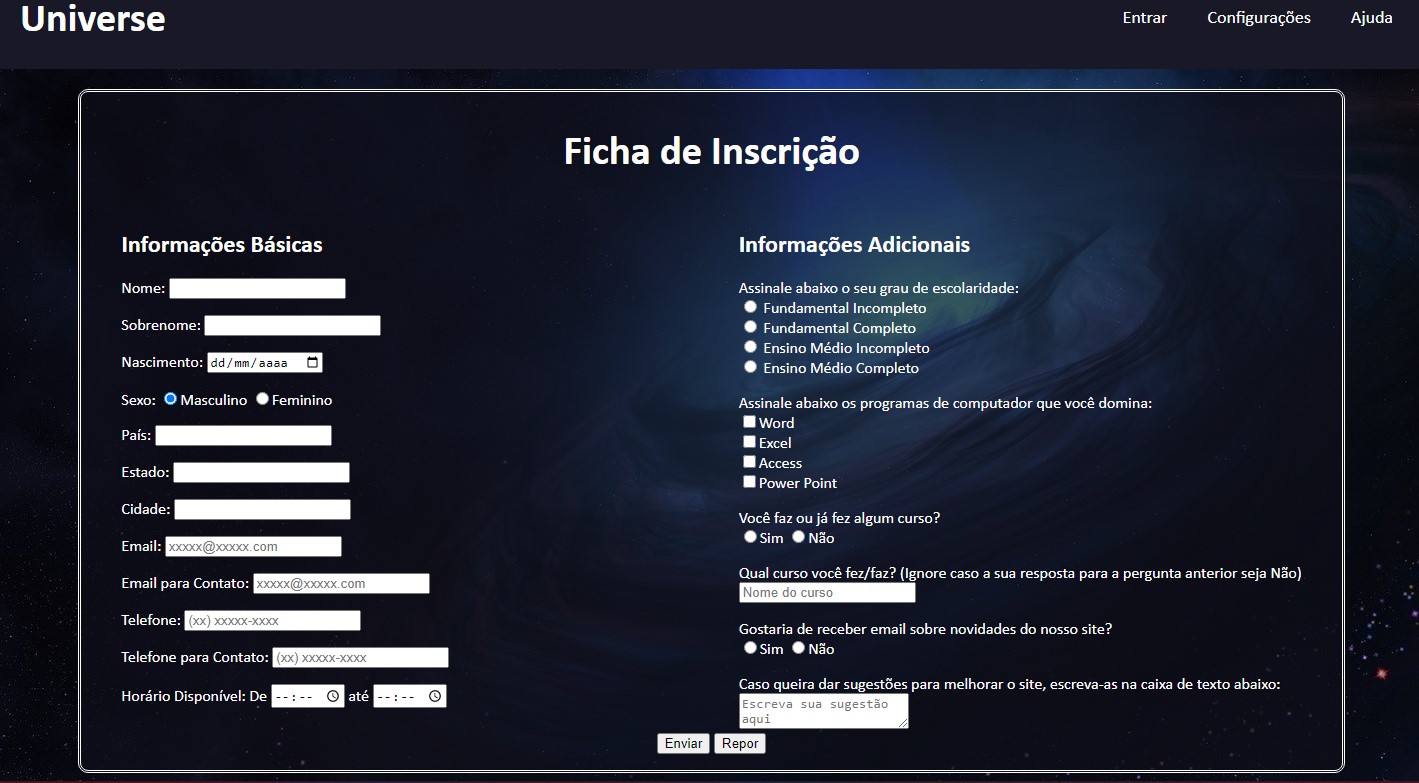 Universe
Entrar Configurações Ajuda
Ficha de Inscrição
Informações Básicas
Nome:
Sobrenome:
Nascimento: dd/mm/aaaa
Sexo: Masculino Feminino
País:
Estado:
Cidade:
Email: xxxxx@xxxxx.com
Email para Contato: xxxxx@xxxxx.com
Telefone: (xx) xxxxx-xxxx
Telefone para Contato: (xx) xxxxx-xxxx
Horário Disponível: De --:-- até --:--
Informações Adicionais
Assinale abaixo o seu grau de escolaridade:
Fundamental Incompleto
Fundamental Completo
Ensino Médio Incompleto
Ensino Médio Completo
Assinale abaixo os programas de computador que você domina:
Word
Excel
Access
Power Point
Você faz ou já fez algum curso?
Sim Não
Qual curso você fez/faz? (Ignore caso a sua resposta para a pergunta anterior seja Não)
Nome do curso
Gostaria de receber email sobre novidades do nosso site?
Sim Não
Caso queira dar sugestões para melhorar o site, escreva-as na caixa de texto abaixo:
Escreva sua sugestão
aqui
Enviar Repor